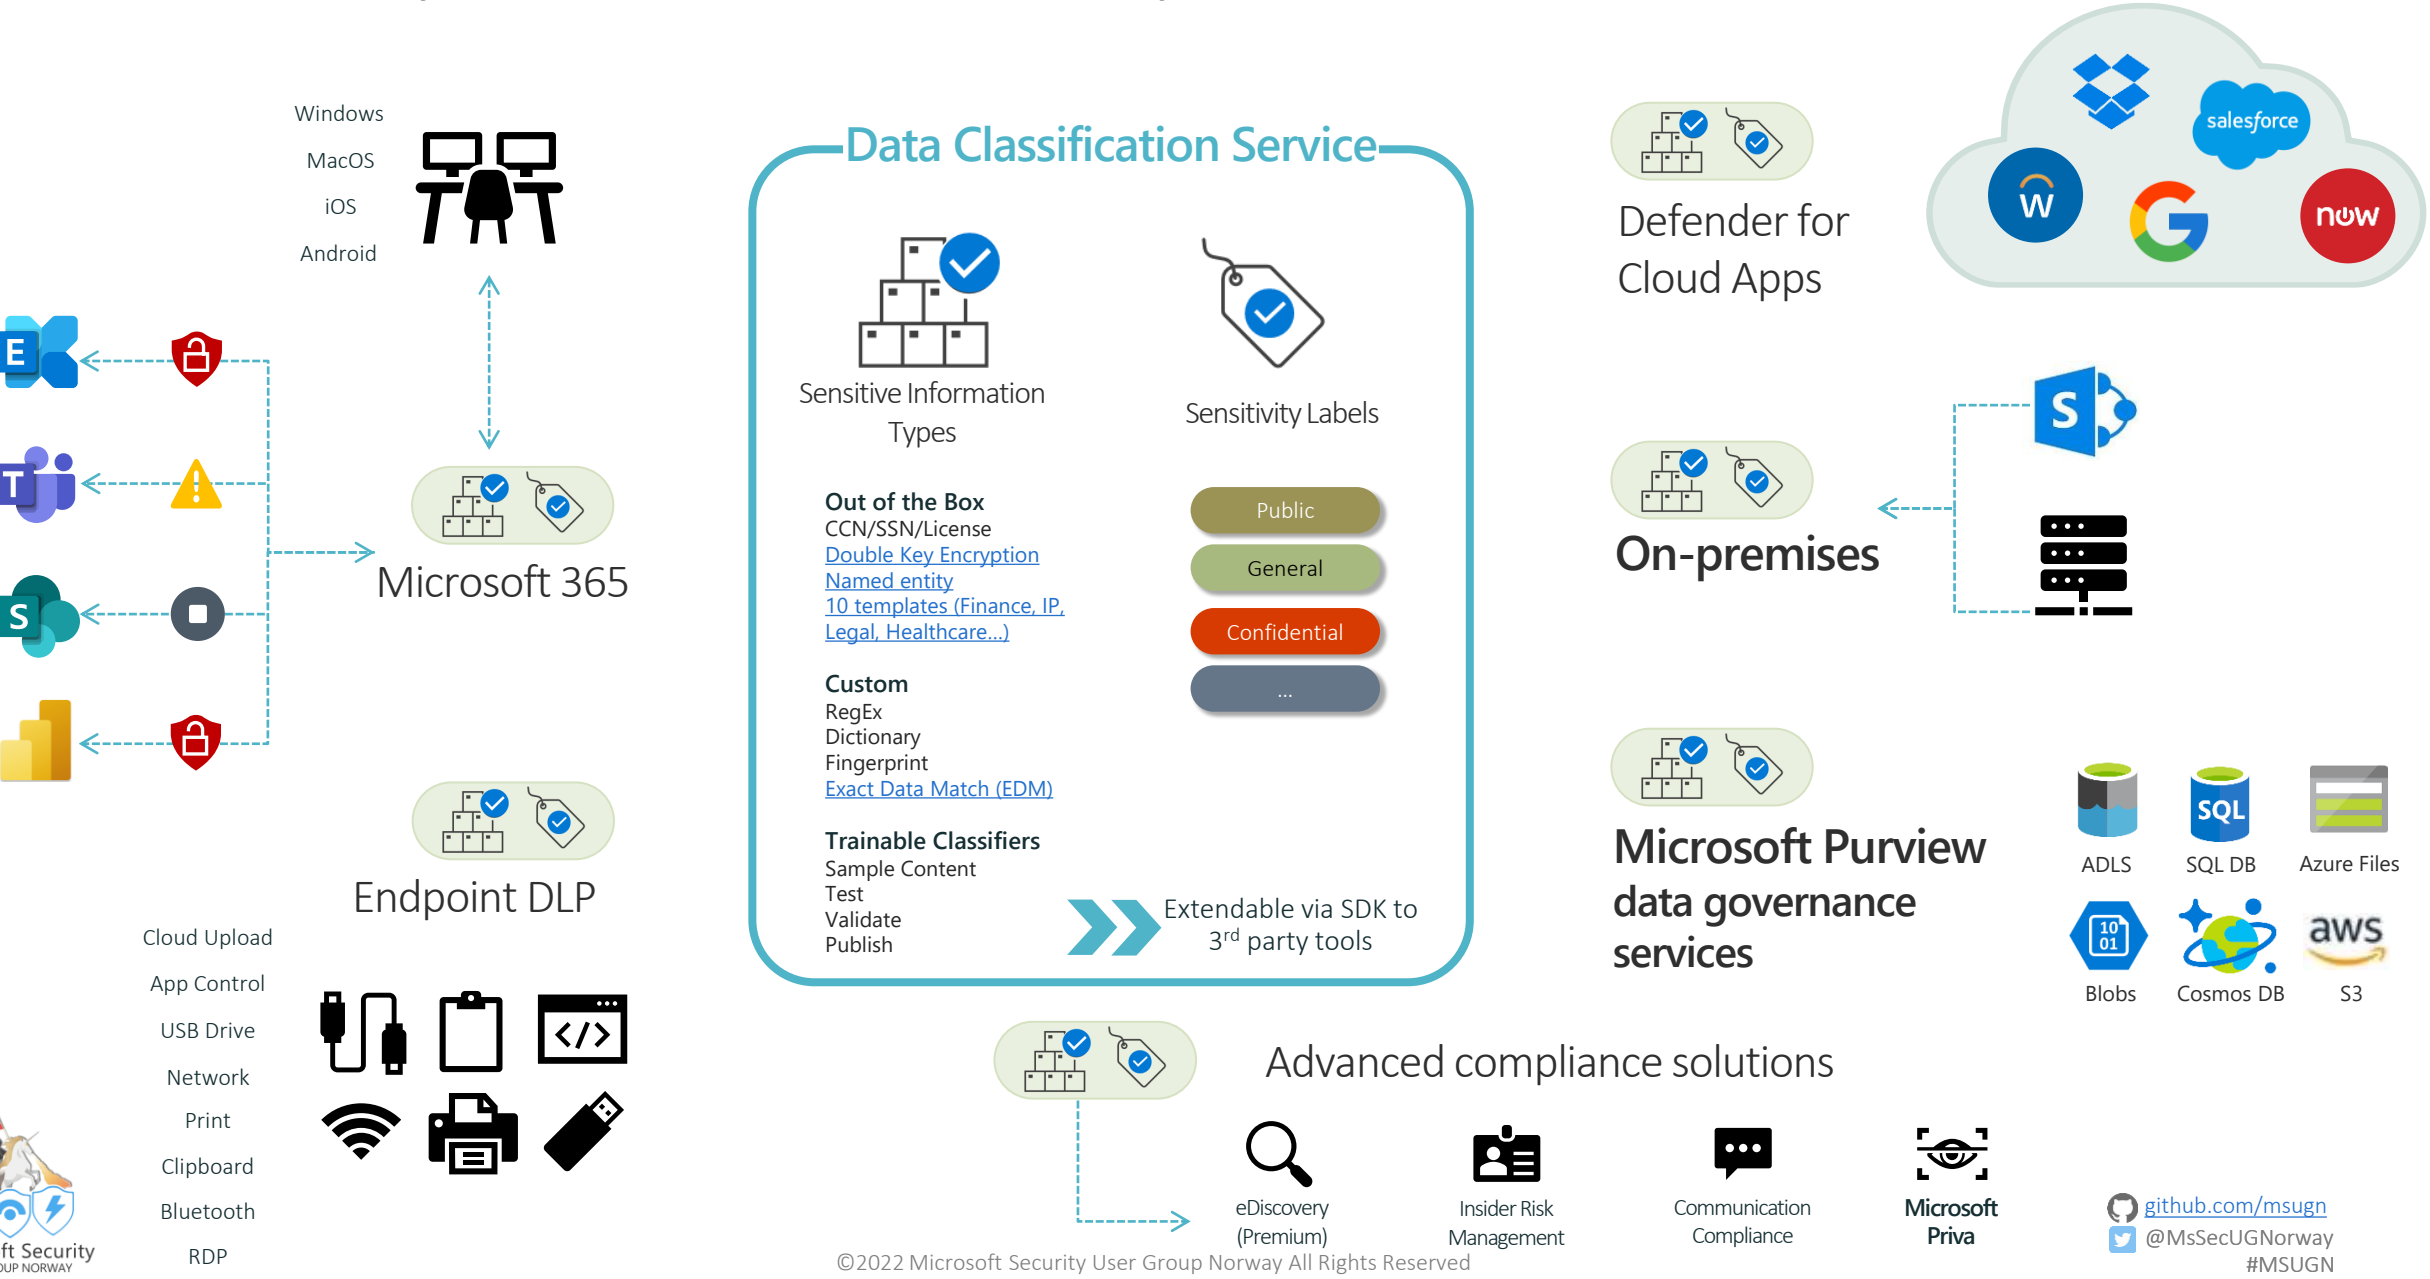 Windows
MacOS
iOS
Android
E
T
S
Microsoft 365
Endpoint DLP
Cloud Upload
App Control
USB Drive
Network
Print
Clipboard
Bluetooth
RDP
</>
ft Security
OUP NORWAY
Data Classification Service
Sensitive Information
Types
Out of the Box
CCN/SSN/License
Double Key Encryption
Named entity
10 templates (Finance, IP,
Legal, Healthcare...)
Custom
RegEx
Dictionary
Fingerprint
Exact Data Match (EDM)
Trainable Classifiers
Sample Content
Test
Validate
Publish
Sensitivity Labels
Public
General
Confidential
...
Extendable via SDK to
3rd party tools
Defender for
Cloud Apps
salesforce
W
G
now
On-premises
S
Microsoft Purview
data governance
services
SQL
ADLS
SQL DB
Azure Files
10
01
aws
Blobs
Cosmos DB
S3
Advanced compliance solutions
eDiscovery
(Premium)
Insider Risk
Management
Communication
Compliance
Microsoft
Priva
github.com/msugn
@MsSecUGNorway
#MSUGN
©2022 Microsoft Security User Group Norway All Rights Reserved